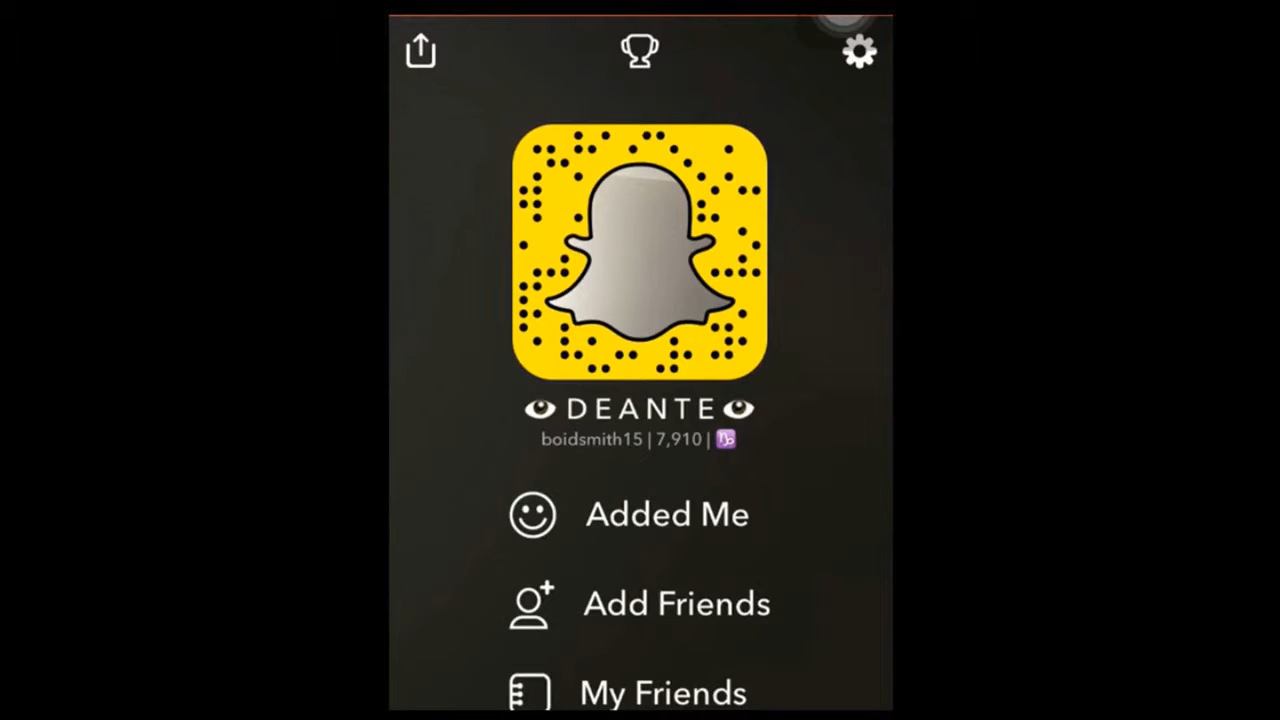 👁 DEANTE 👁
boidsmith15 | 7,910 | ♑
Added Me
Add Friends
My Friends